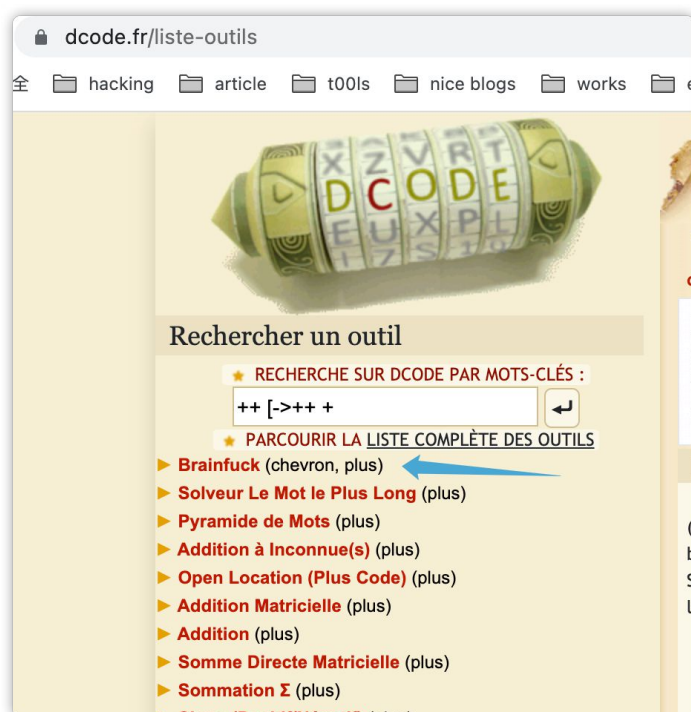 dcode.fr/liste-outils
全 hacking article t00ls nice blogs works
X Z V R T
D C O D E
E U X P L
Rechercher un outil
RECHERCHE SUR DCODE PAR MOTS-CLÉS :
++ [->++ +
PARCOURIR LA LISTE COMPLÈTE DES OUTILS
Brainfuck (chevron, plus)
Solveur Le Mot le Plus Long (plus)
Pyramide de Mots (plus)
Addition à Inconnue(s) (plus)
Open Location (Plus Code) (plus)
Addition Matricielle (plus)
Addition (plus)
Somme Directe Matricielle (plus)
Sommation Σ (plus)